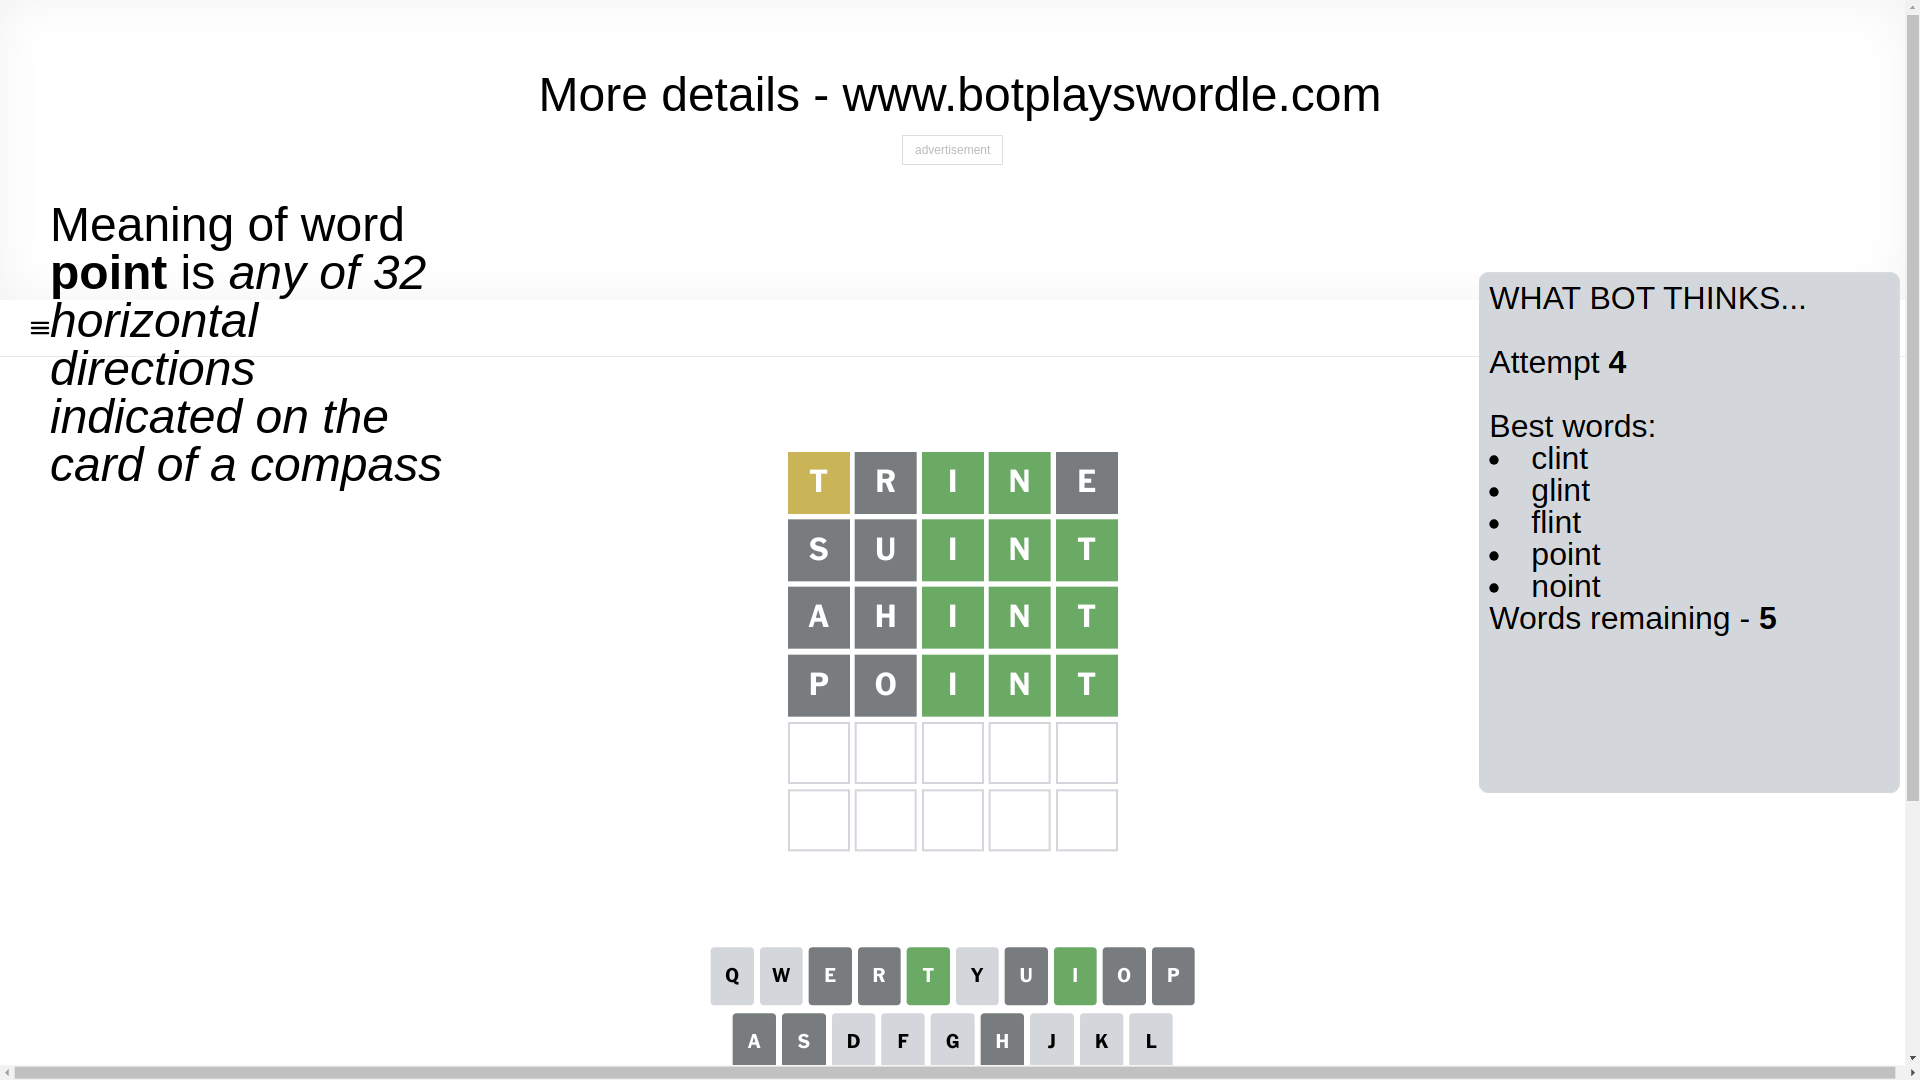 More details - www.botplayswordle.com
advertisement
Meaning of word
point is any of 32
horizontal
directions
indicated on the
card of a compass
WHAT BOT THINKS...
Attempt 4
Best words:
clint
glint
flint
point
noint
Words remaining - 5
T R I N E
S U I N T
A H I N T
P O I N T
Q W E R T Y U I O P
A S D F G H J K L